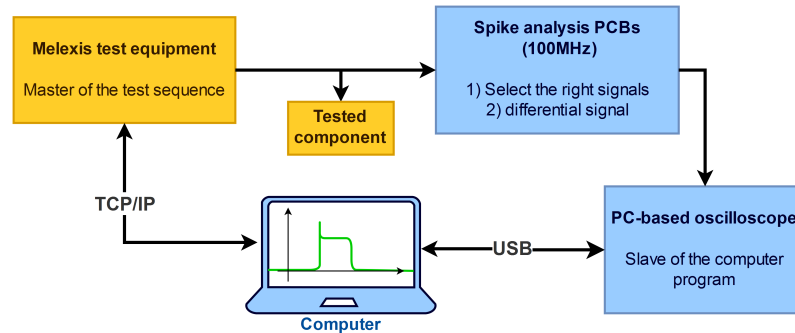 Melexis test equipment
Master of the test sequence
Spike analysis PCBs
(100MHz)
1) Select the right signals
2) differential signal
Tested
component
TCP/IP
PC-based oscilloscope
Slave of the computer
program
USB
Computer